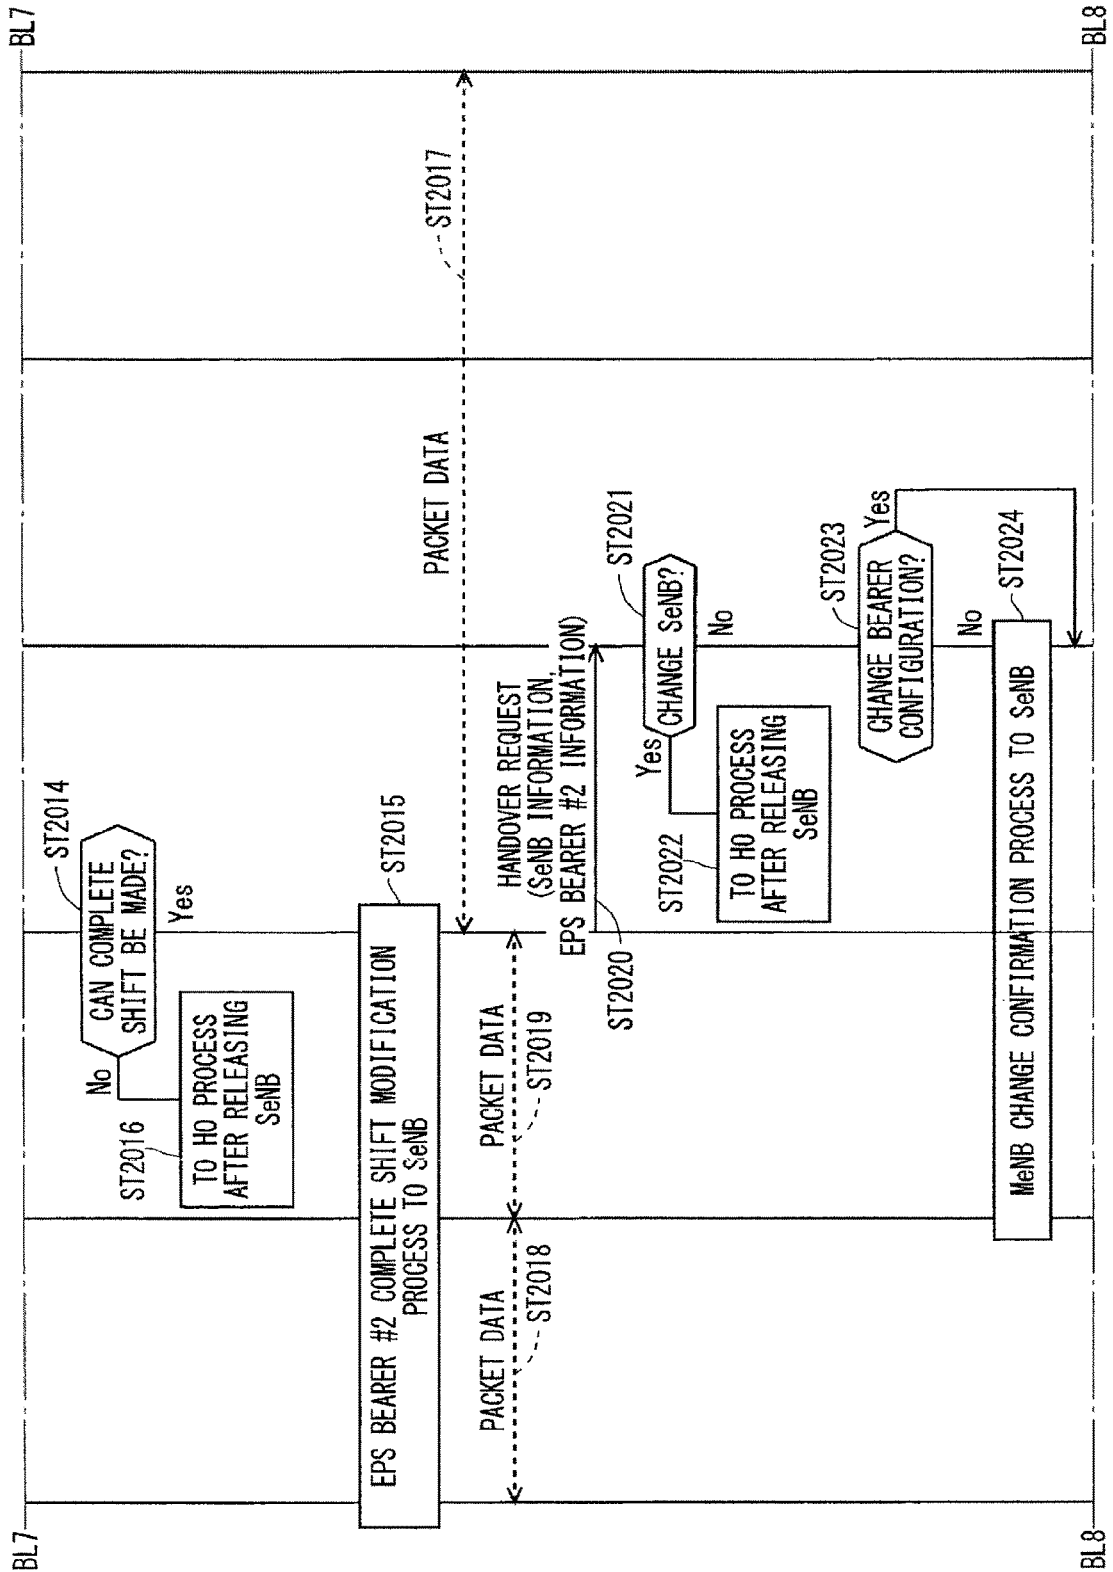 BL7
BL7
CAN COMPLETE
SHIFT BE MADE?
ST2014
No
Yes
ST2016
TO HO PROCESS
AFTER RELEASING
SeNB
EPS BEARER #2 COMPLETE SHIFT MODIFICATION
PROCESS TO SeNB
ST2015
PACKET DATA
ST2017
PACKET DATA
ST2018
PACKET DATA
ST2019
HANDOVER REQUEST
(SeNB INFORMATION,
EPS BEARER #2 INFORMATION)
ST2020
CHANGE SeNB?
ST2021
Yes
No
ST2022
TO HO PROCESS
AFTER RELEASING
SeNB
CHANGE BEARER
CONFIGURATION?
ST2023
Yes
No
MeNB CHANGE CONFIRMATION PROCESS TO SeNB
ST2024
BL8
BL8